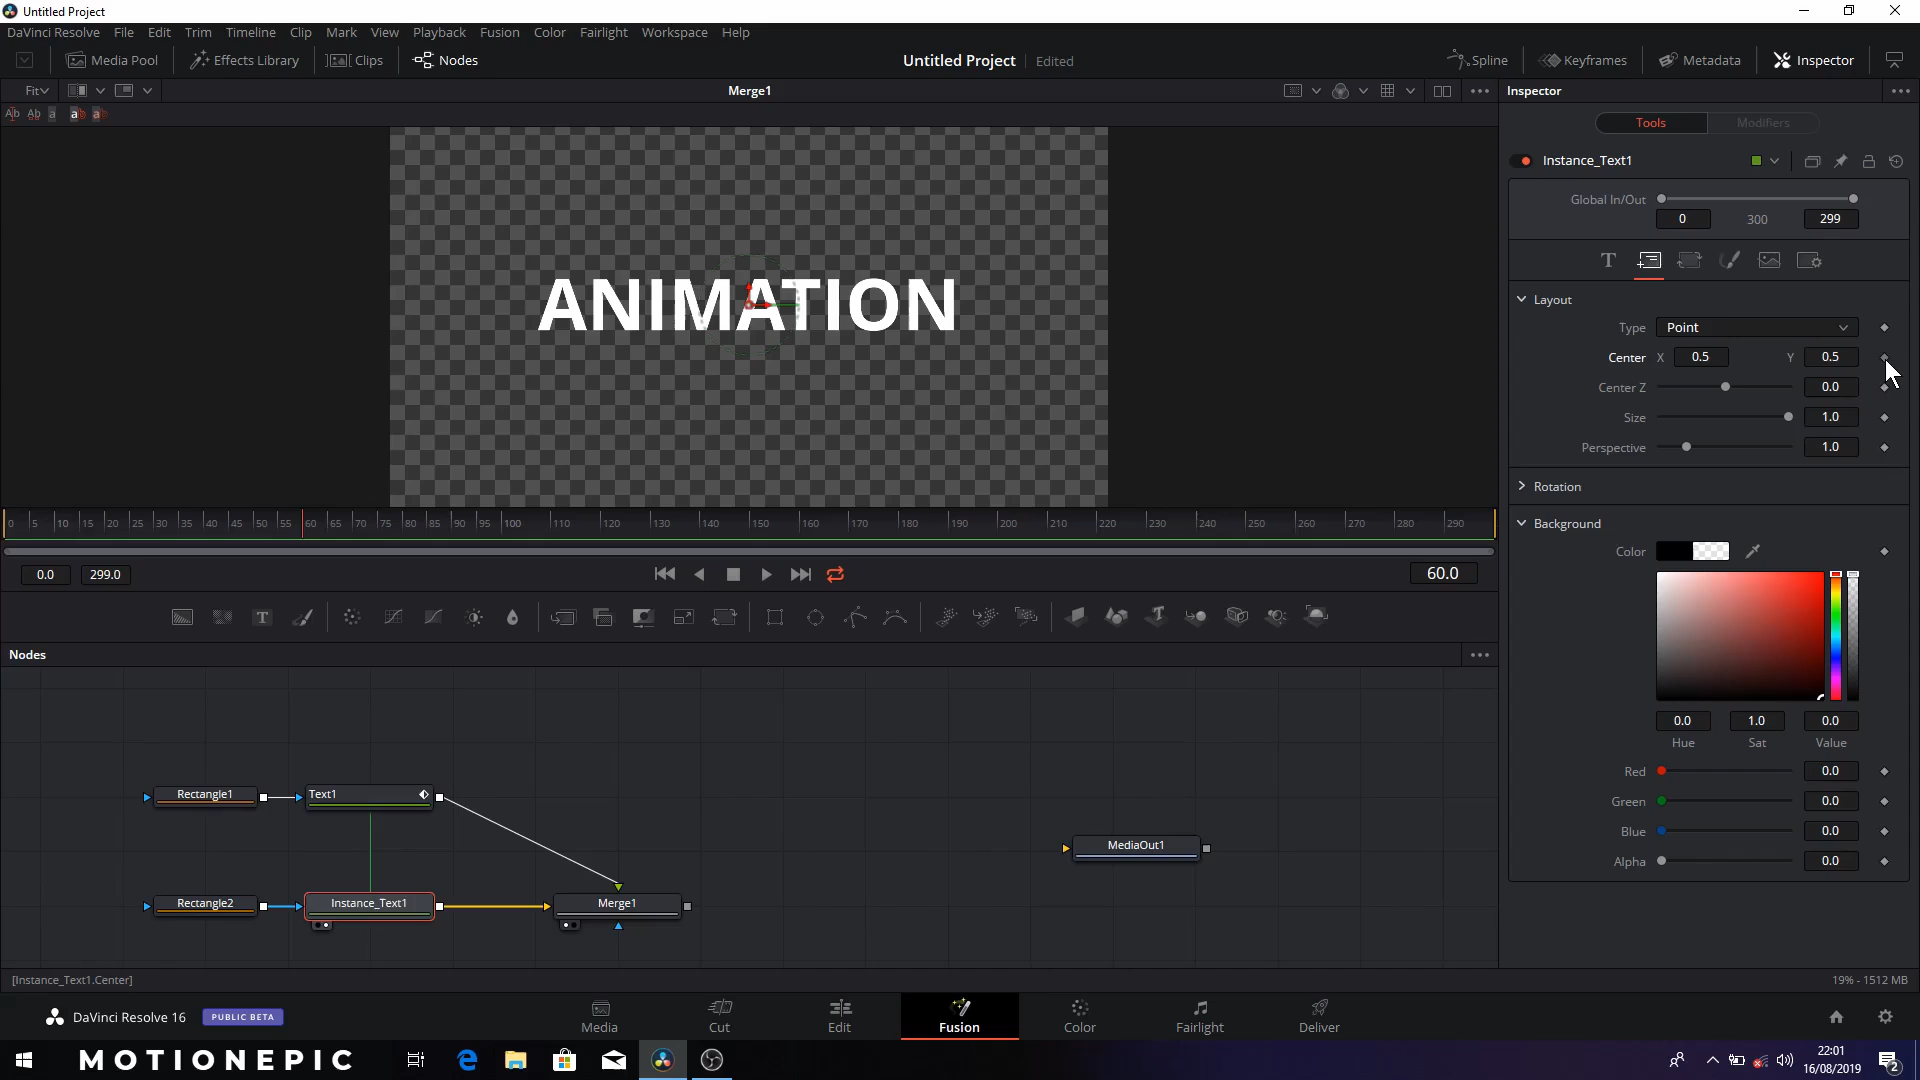 Untitled Project
DaVinci Resolve File Edit Trim Timeline Clip Mark View Playback Fusion Color Fairlight Workspace Help
Media Pool Effects Library Clips Nodes Untitled Project Edited Spline Keyframes Metadata Inspector
Fit Merge1 Inspector
Tools Modifiers
Instance_Text1
Global In/Out
0 300 299
Layout
Type Point
Center X 0.5 Y 0.5
Center Z 0.0
Size 1.0
Perspective 1.0
Rotation
Background
Color
0.0 1.0 0.0
Hue Sat Value
Red 0.0
Green 0.0
Blue 0.0
Alpha 0.0
ANIMATION
0 5 10 15 20 25 30 35 40 45 50 55 60 65 70 75 80 85 90 95 100 110 120 130 140 150 160 170 180 190 200 210 220 230 240 250 260 270 280 290
0.0 299.0 60.0
Nodes
Rectangle1 Text1
MediaOut1
Rectangle2 Instance_Text1 Merge1
[Instance_Text1.Center] 19% - 1512 MB
DaVinci Resolve 16 PUBLIC BETA Media Cut Edit Fusion Color Fairlight Deliver
MOTIONEPIC
22:01
16/08/2019
2